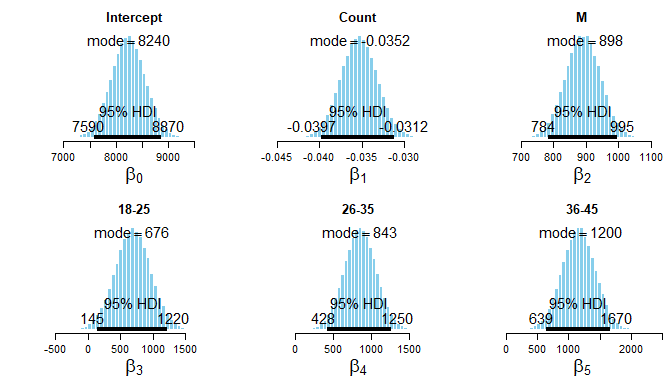 Intercept Count M
mode = 8240 mode = -0.0352 mode = 898
95% HDI 95% HDI 95% HDI
7590 8870 -0.0397 -0.0312 784 995
7000 8000 9000 -0.045 -0.040 -0.035 -0.030 700 800 900 1000 1100
β0 β1 β2
18-25 26-35 36-45
mode = 676 mode = 843 mode = 1200
95% HDI 95% HDI 95% HDI
145 1220 428 1250 639 1670
-500 0 500 1000 1500 0 500 1000 1500 0 500 1000 2000
β3 β4 β5